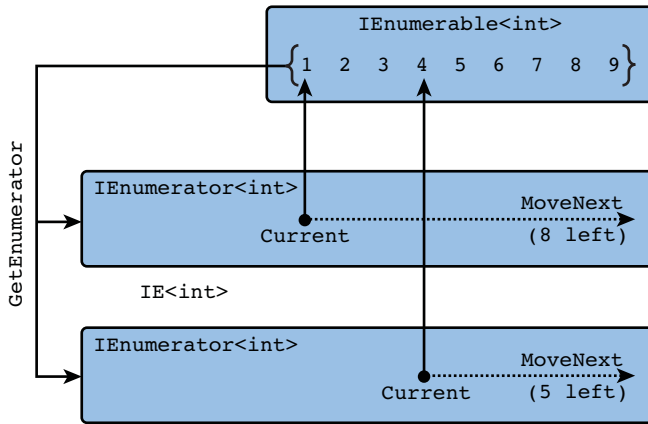 IEnumerable<int>
{1 2 3 4 5 6 7 8 9}
GetEnumerator
IEnumerator<int>
MoveNext
Current
(8 left)
IE<int>
IEnumerator<int>
MoveNext
Current
(5 left)